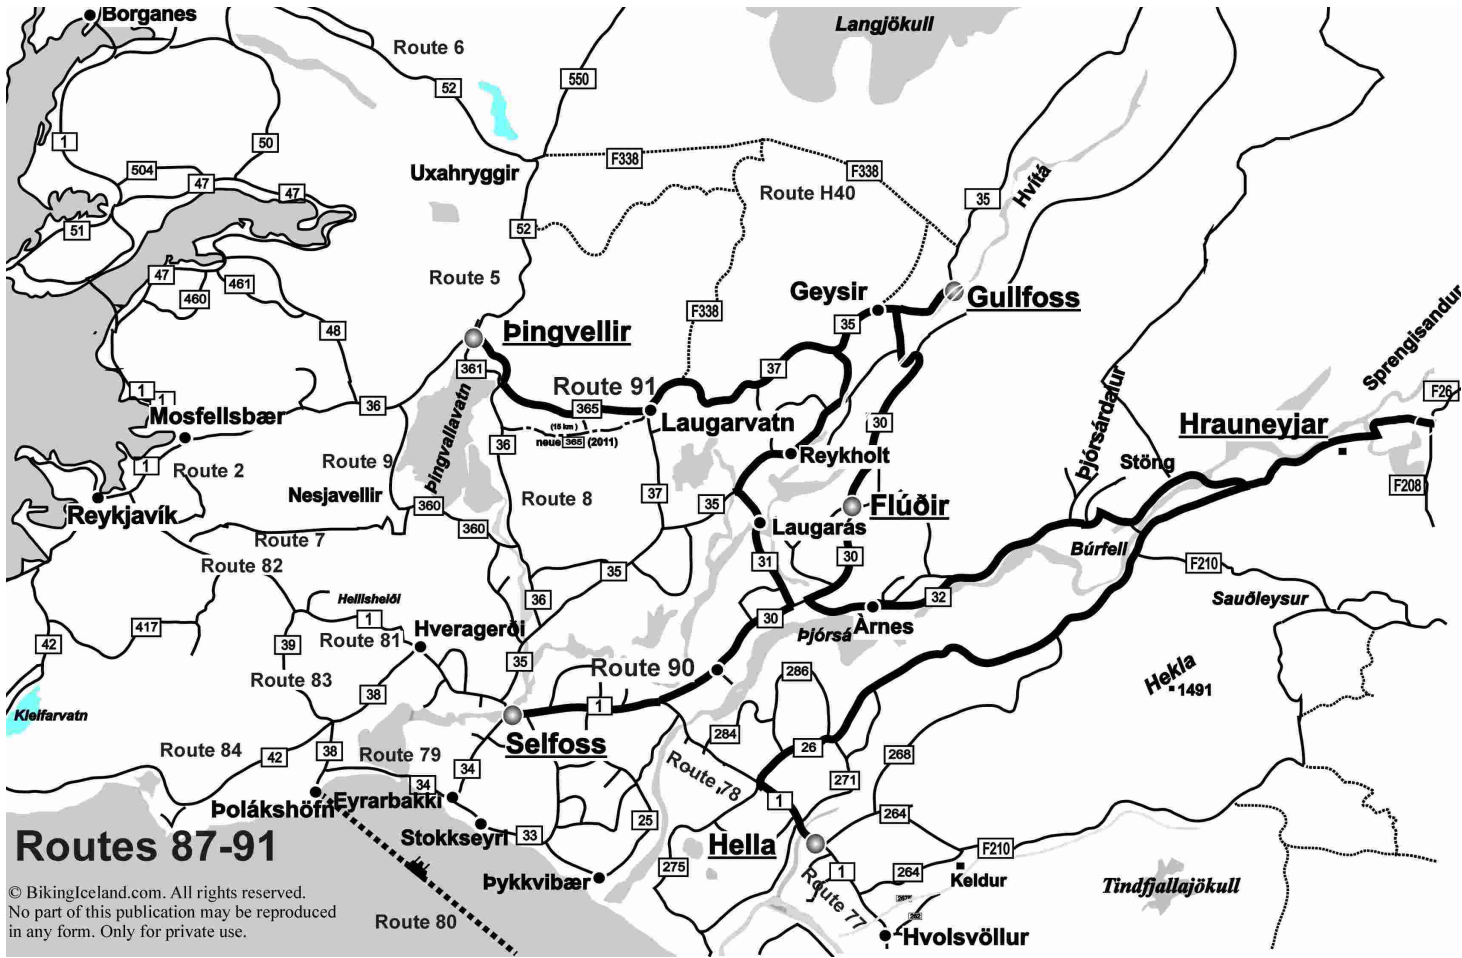 Borganes
Langjökull
Route 6
52
550
1
50
Uxahryggir
F338
F338
504
47
47
Route H40
35
Hvítá
51
52
47
460
461
Route 5
Geysir
Gullfoss
F338
35
48
Þingvellir
361
37
Sprengisandur
1
1
36
Route 91
365
Þjórsárdalur
F26
Mosfellsbær
Þingvallavatn
(15 km)
neue 365 (2011)
Laugarvatn
30
Hrauneyjar
36
Reykholt
Stöng
1
Route 2
Route 9
Nesjavellir
Route 8
37
35
Flúðir
F208
Reykjavík
360
360
Laugarás
Route 7
Búrfell
Route 82
35
31
30
F210
Hellisheiði
36
32
Sauðleysur
417
1
30
Þjórsá
Àrnes
42
39
Route 81
Hveragerði
35
Route 90
286
Hekla
1491
Route 83
38
1
Kleifarvatn
Selfoss
284
26
268
Route 84
42
38
Route 79
34
34
Route 78
271
Þolákshöfn
Eyrarbakki
1
264
Stokkseyri
33
25
Routes 87-91
Hella
F210
Þykkvibær
275
1
264
Keldur
© BikingIceland.com. All rights reserved.
No part of this publication may be reproduced
in any form. Only for private use.
Route 80
Route 77
262
Tindfjallajökull
Hvolsvöllur